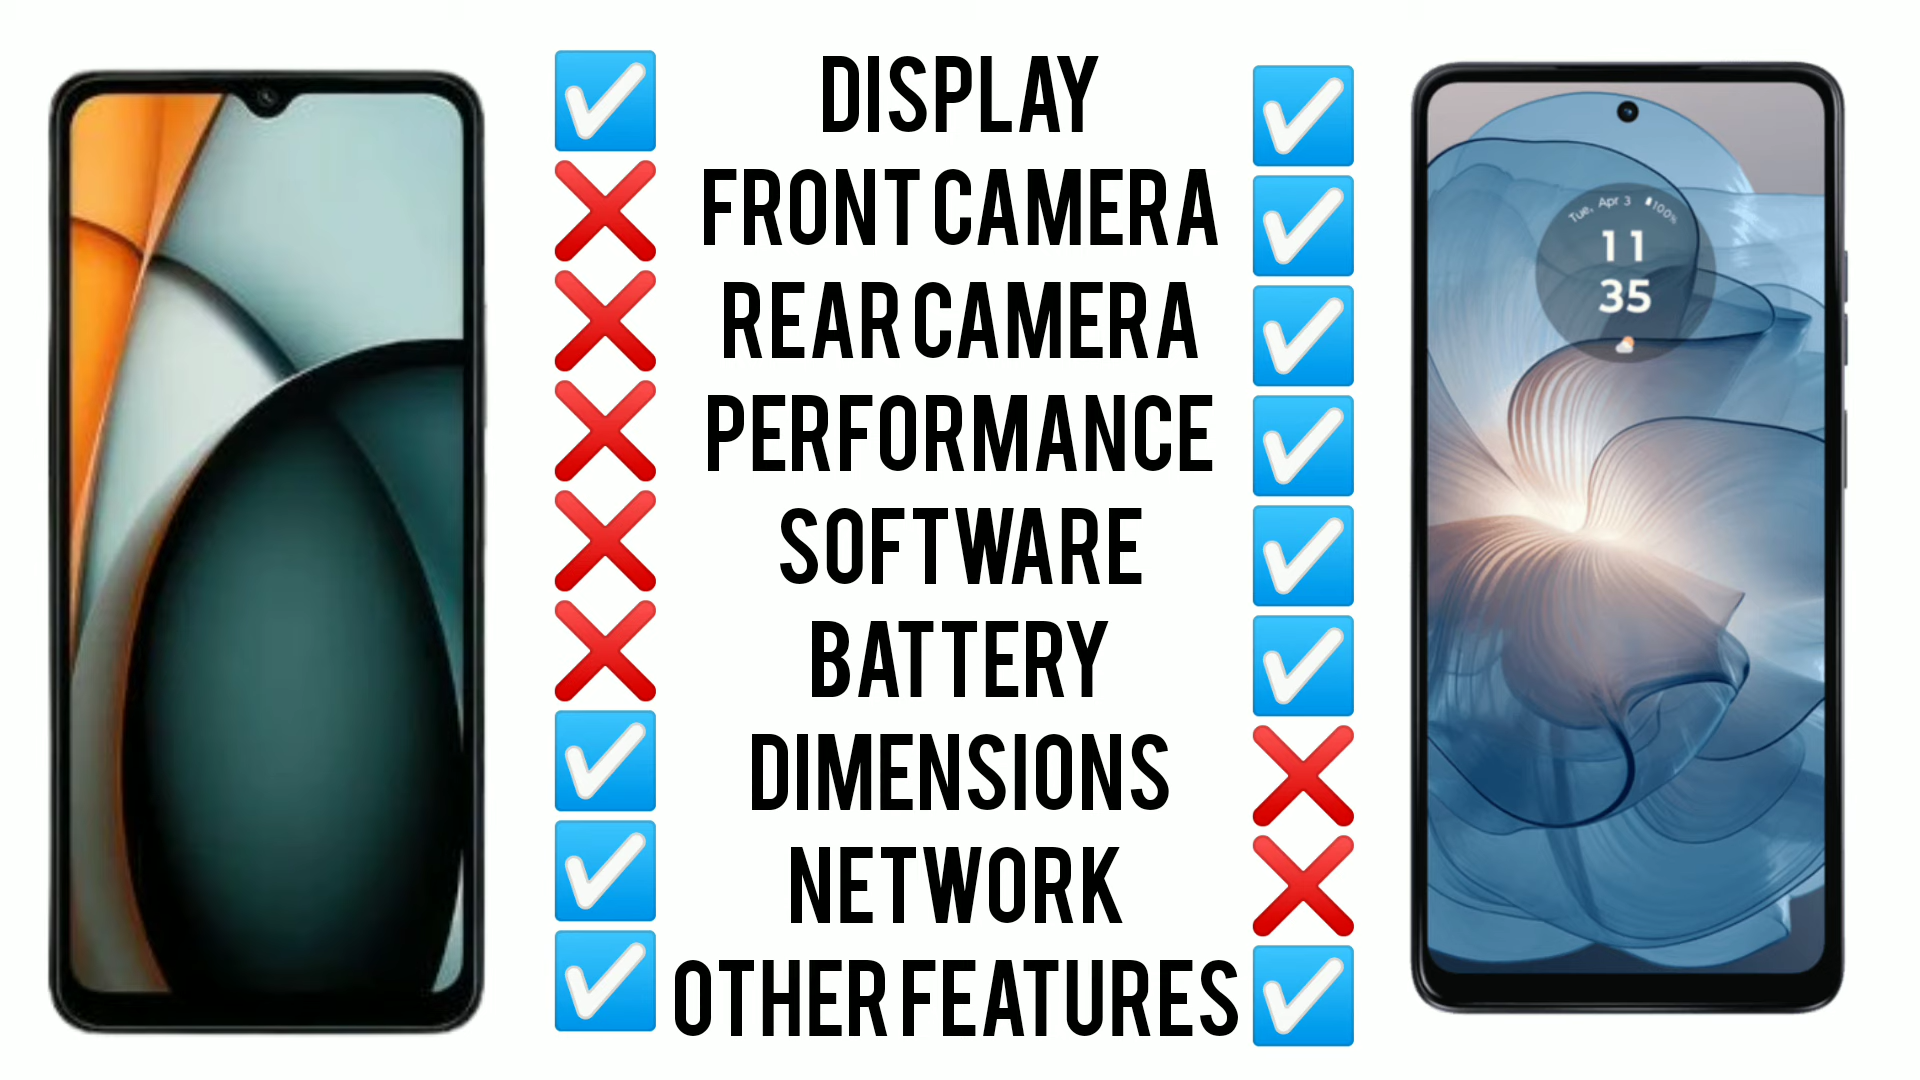 DISPLAY
FRONT CAMERA
REAR CAMERA
PERFORMANCE
SOFTWARE
BATTERY
DIMENSIONS
NETWORK
OTHER FEATURES
Tue, Apr 3 100%
11
35